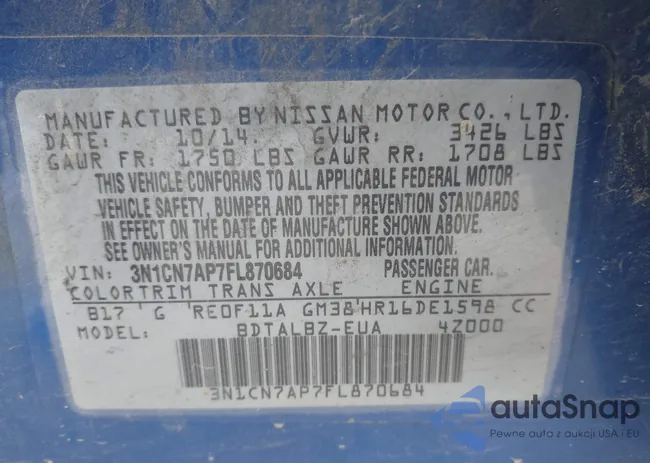 MANUFACTURED BY NISSAN MOTOR CO., LTD.
DATE: 10/14. GVWR: 3426 LBS
GAWR FR: 1750 LBS GAWR RR: 1708 LBS
THIS VEHICLE CONFORMS TO ALL APPLICABLE FEDERAL MOTOR
VEHICLE SAFETY, BUMPER AND THEFT PREVENTION STANDARDS
IN EFFECT ON THE DATE OF MANUFACTURE SHOWN ABOVE.
SEE OWNER'S MANUAL FOR ADDITIONAL INFORMATION.
VIN: 3N1CN7AP7FL870684 PASSENGER CAR.
COLORTRIM TRANS AXLE ENGINE
B17 G RE0F11A GM38 HR16DE1598 CC
MODEL: BDTALBZ-EUA 4Z000
3N1CN7AP7FL870684
autoSnap
Pewne auta z aukcji USA i EU